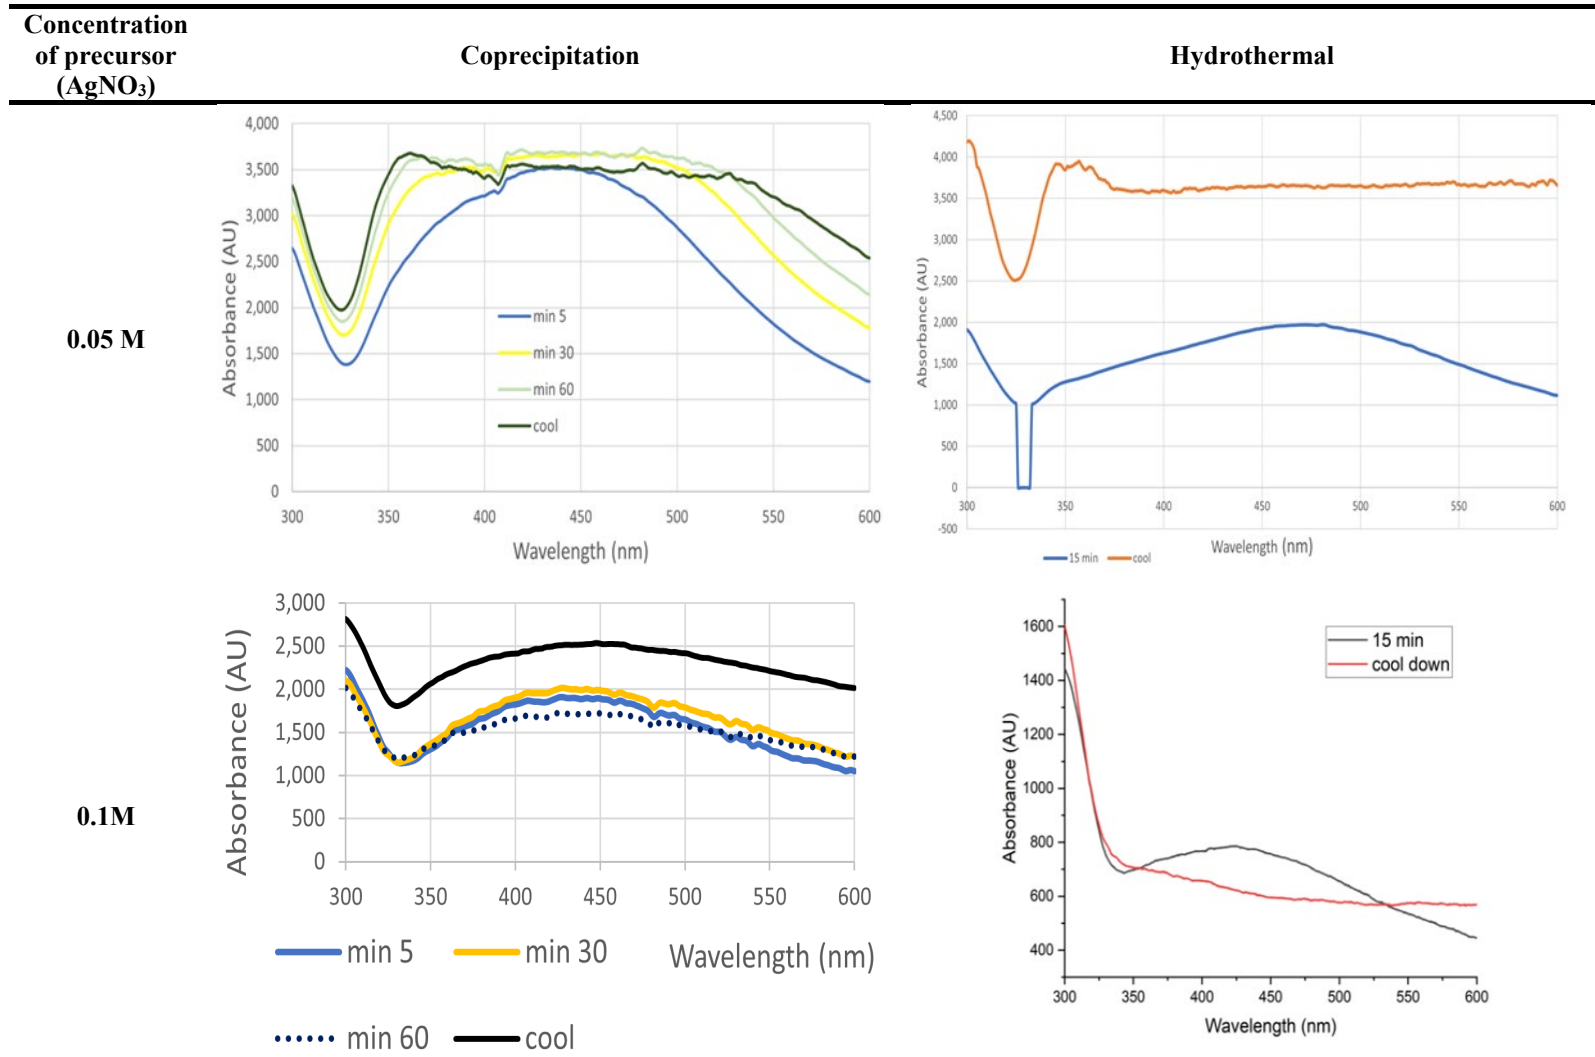 Concentration
of precursor
(AgNO₃)
Coprecipitation
Hydrothermal
0.05 M
4,000
3,500
3,000
2,500
2,000
1,500
1,000
500
0
Absorbance (AU)
min 5
min 30
min 60
cool
300 350 400 450 500 550 600
Wavelength (nm)
4,500
4,000
3,500
3,000
2,500
2,000
1,500
1,000
500
0
-500
Absorbance (AU)
300 350 400 450 500 550 600
Wavelength (nm)
15 min cool
0.1M
3,000
2,500
2,000
1,500
1,000
500
0
Absorbance (AU)
300 350 400 450 500 550 600
min 5 min 30 Wavelength (nm)
min 60 cool
1600
1400
1200
1000
800
600
400
Absorbance (AU)
15 min
cool down
300 350 400 450 500 550 600
Wavelength (nm)